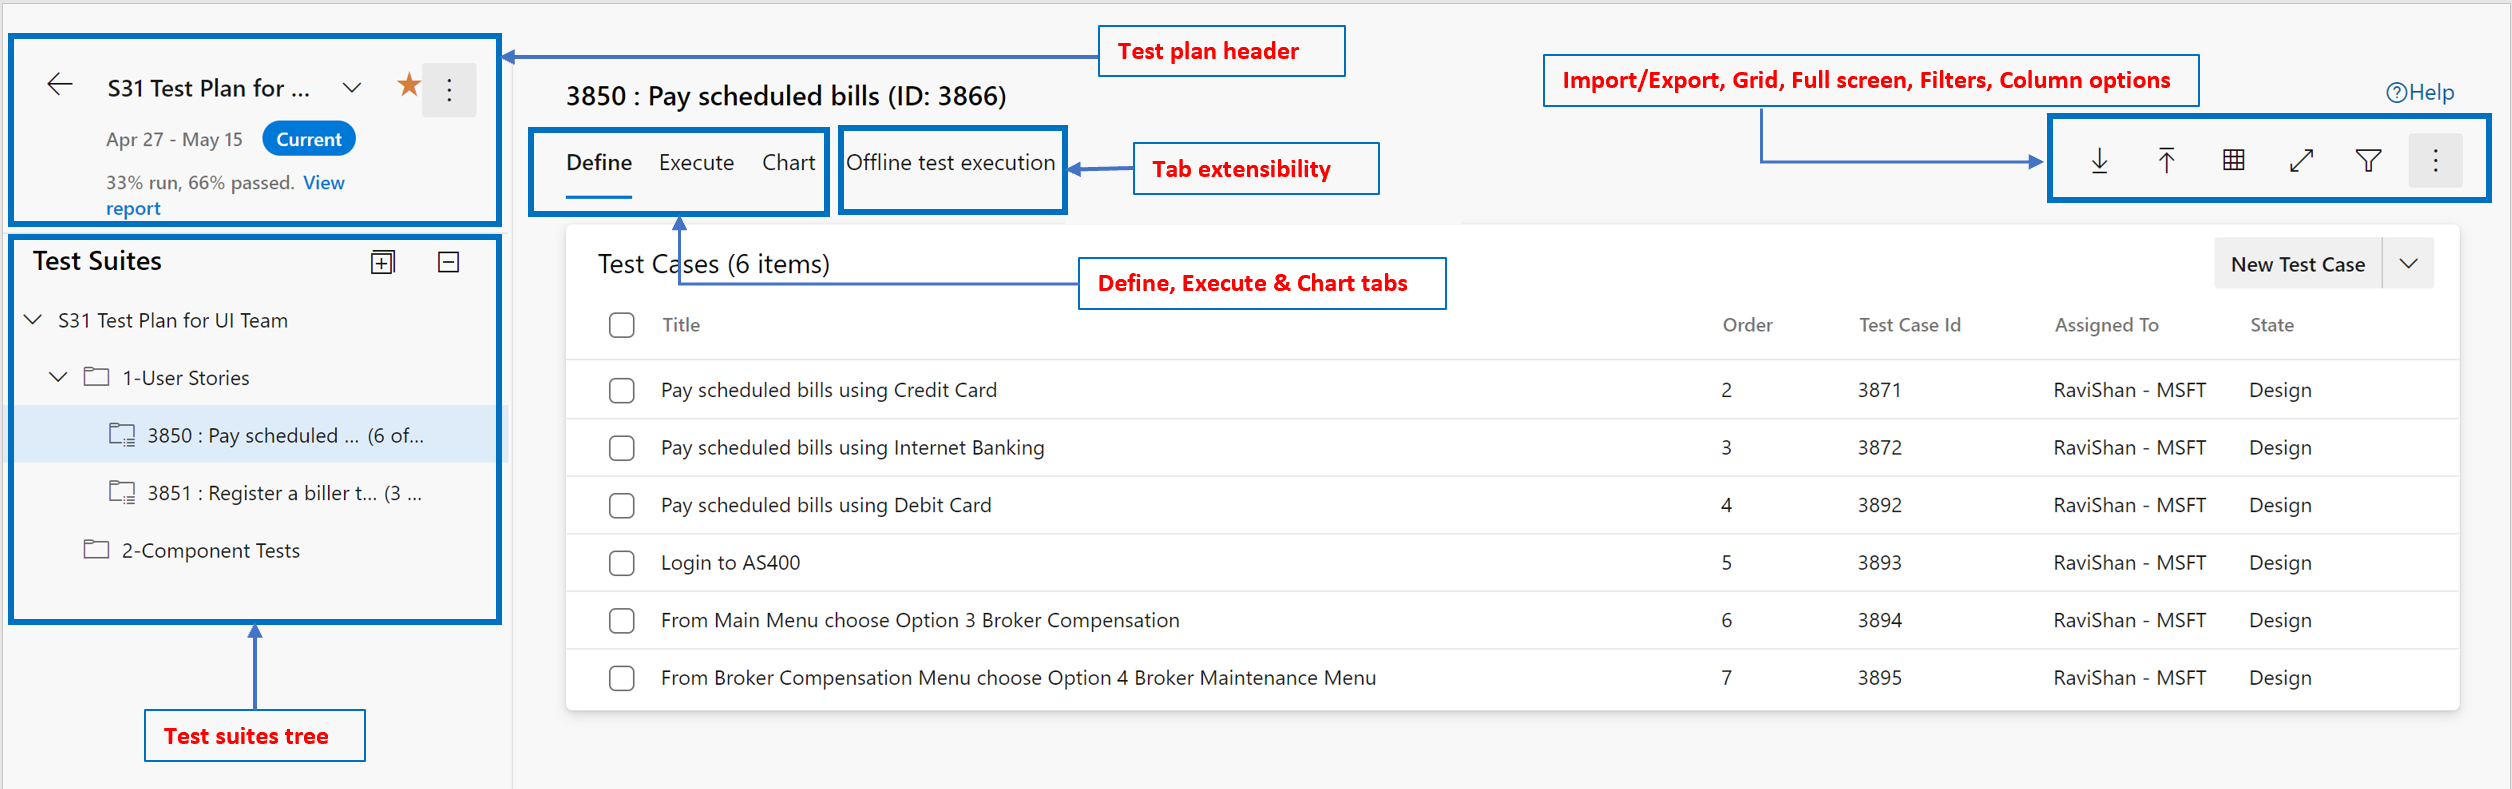 Test plan header
S31 Test Plan for ...
Apr 27 - May 15 Current
33% run, 66% passed. View
report
Test Suites
S31 Test Plan for UI Team
1-User Stories
3850 : Pay scheduled ... (6 of...
3851 : Register a biller t... (3 ...
2-Component Tests
Test suites tree
3850 : Pay scheduled bills (ID: 3866)
Import/Export, Grid, Full screen, Filters, Column options
Help
Define Execute Chart Offline test execution
Tab extensibility
Define, Execute & Chart tabs
Test Cases (6 items)
New Test Case
Title Order Test Case Id Assigned To State
Pay scheduled bills using Credit Card 2 3871 RaviShan - MSFT Design
Pay scheduled bills using Internet Banking 3 3872 RaviShan - MSFT Design
Pay scheduled bills using Debit Card 4 3892 RaviShan - MSFT Design
Login to AS400 5 3893 RaviShan - MSFT Design
From Main Menu choose Option 3 Broker Compensation 6 3894 RaviShan - MSFT Design
From Broker Compensation Menu choose Option 4 Broker Maintenance Menu 7 3895 RaviShan - MSFT Design